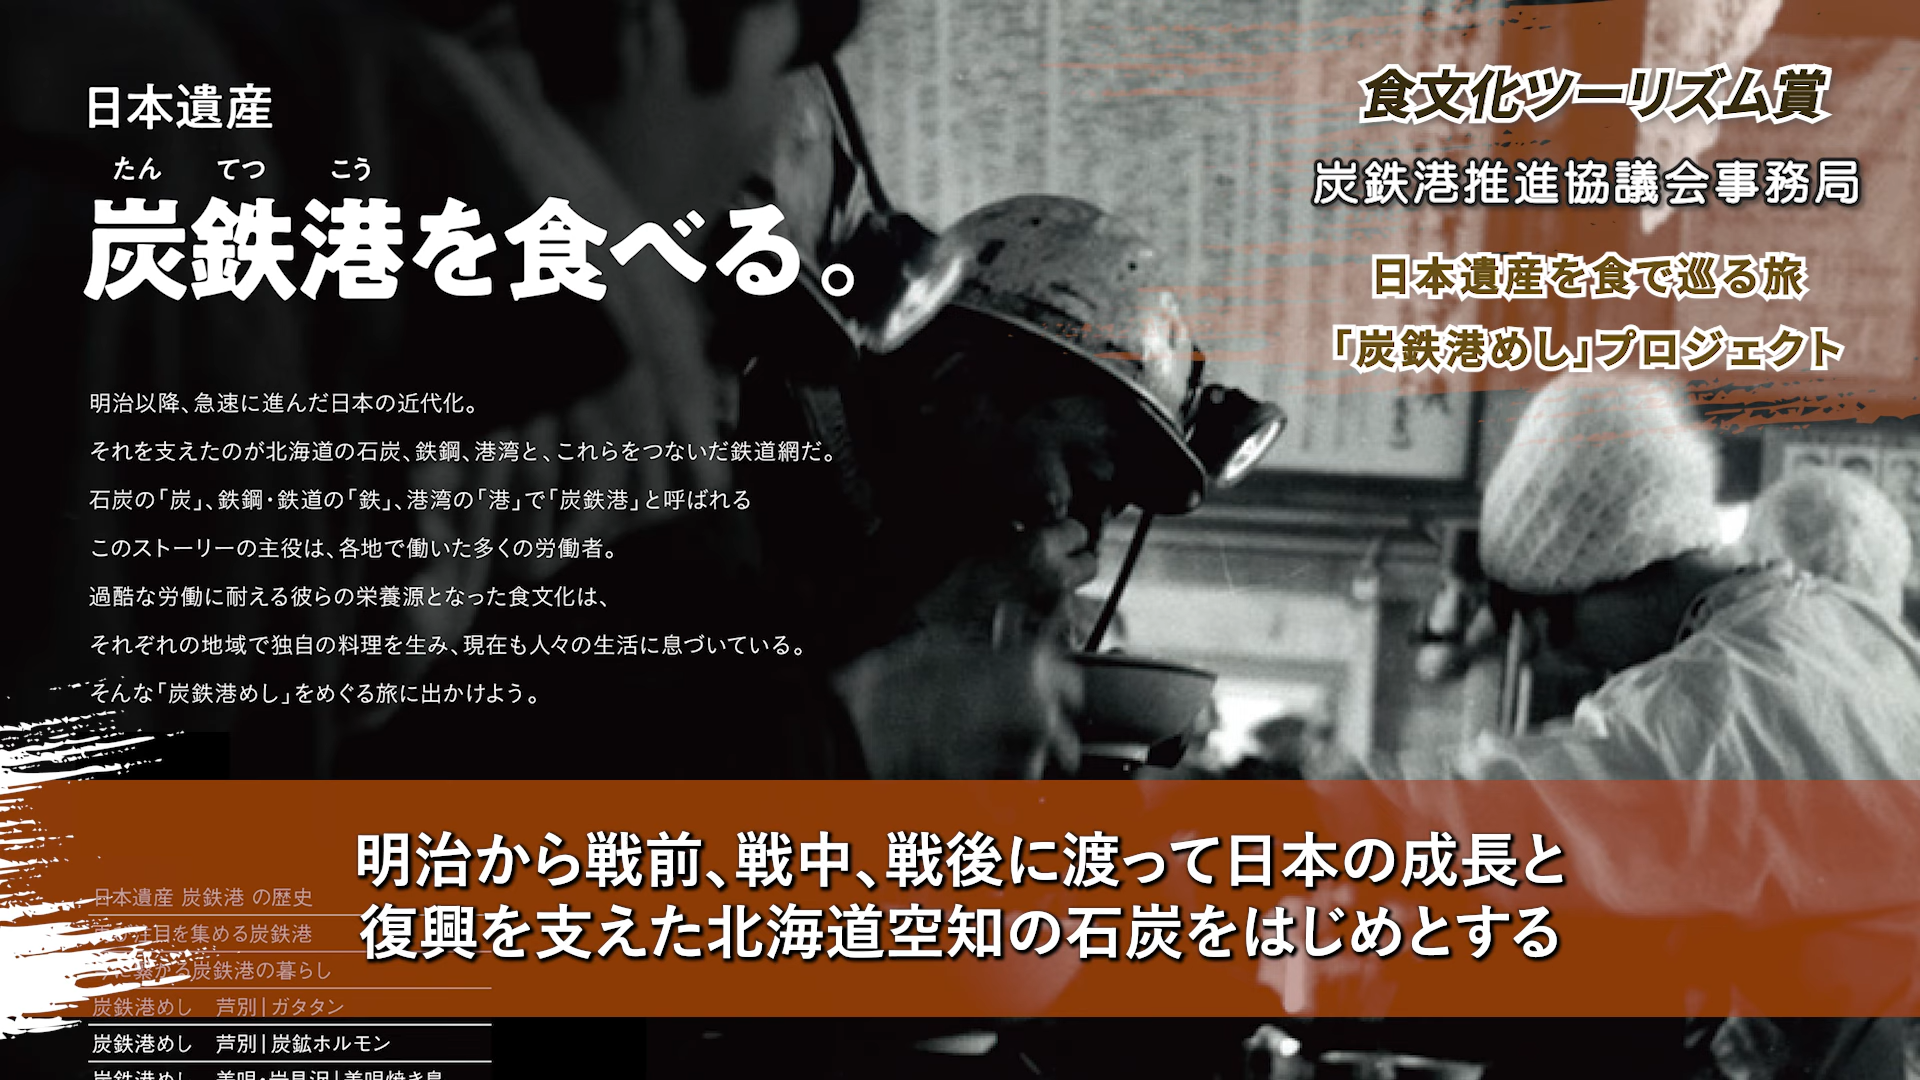 日本遺産
たん てつ こう
炭鉄港を食べる。
明治以降、急速に進んだ日本の近代化。
それを支えたのが北海道の石炭、鉄鋼、港湾と、これらをつないだ鉄道網だ。
石炭の「炭」、鉄鋼・鉄道の「鉄」、港湾の「港」で「炭鉄港」と呼ばれる
このストーリーの主役は、各地で働いた多くの労働者。
過酷な労働に耐える彼らの栄養源となった食文化は、
それぞれの地域で独自の料理を生み、現在も人々の生活に息づいている。
そんな「炭鉄港めし」をめぐる旅に出かけよう。
食文化ツーリズム賞
炭鉄港推進協議会事務局
日本遺産を食で巡る旅
「炭鉄港めし」プロジェクト
明治から戦前、戦中、戦後に渡って日本の成長と
復興を支えた北海道空知の石炭をはじめとする
日本遺産 炭鉄港 の歴史
注目を集める炭鉄港
炭鉄港の暮らし
炭鉄港めし 芦別|ガタタン
炭鉄港めし 芦別|炭鉱ホルモン
炭鉄港めし 美唄・岩見沢|美唄焼き鳥